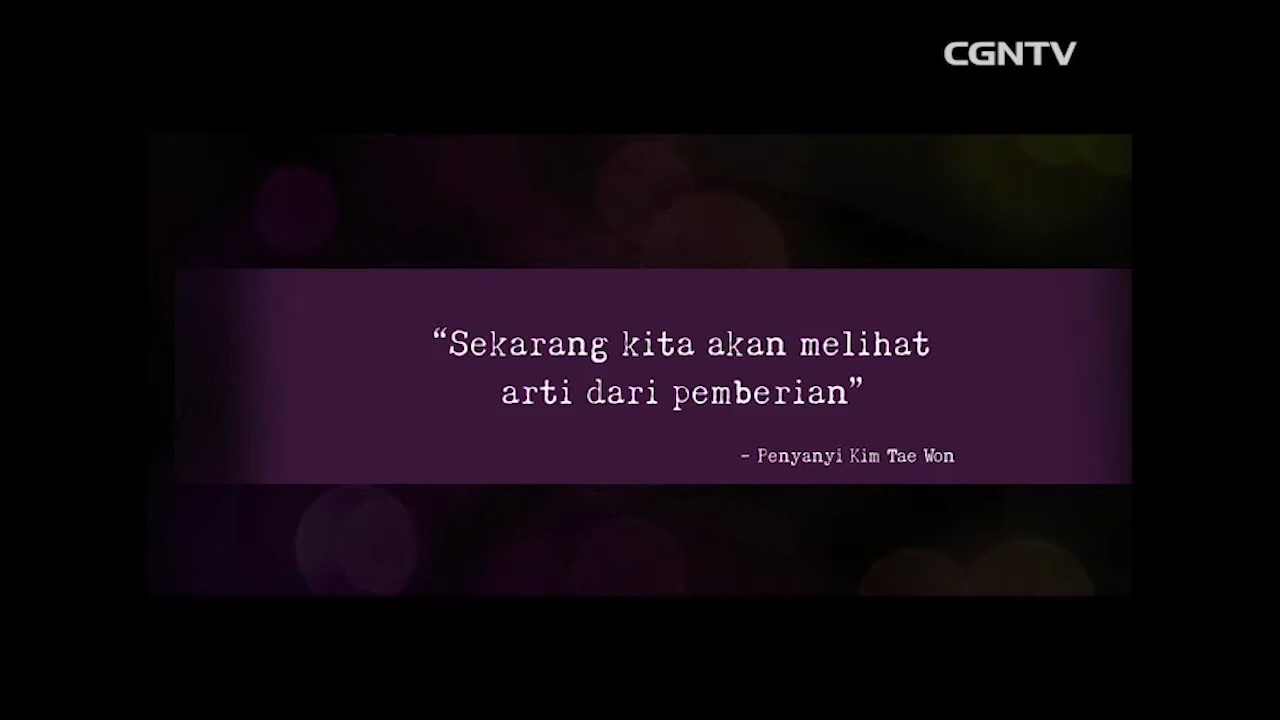 CGNTV
“Sekarang kita akan melihat
arti dari pemberian”
- Penyanyi Kim Tae Won